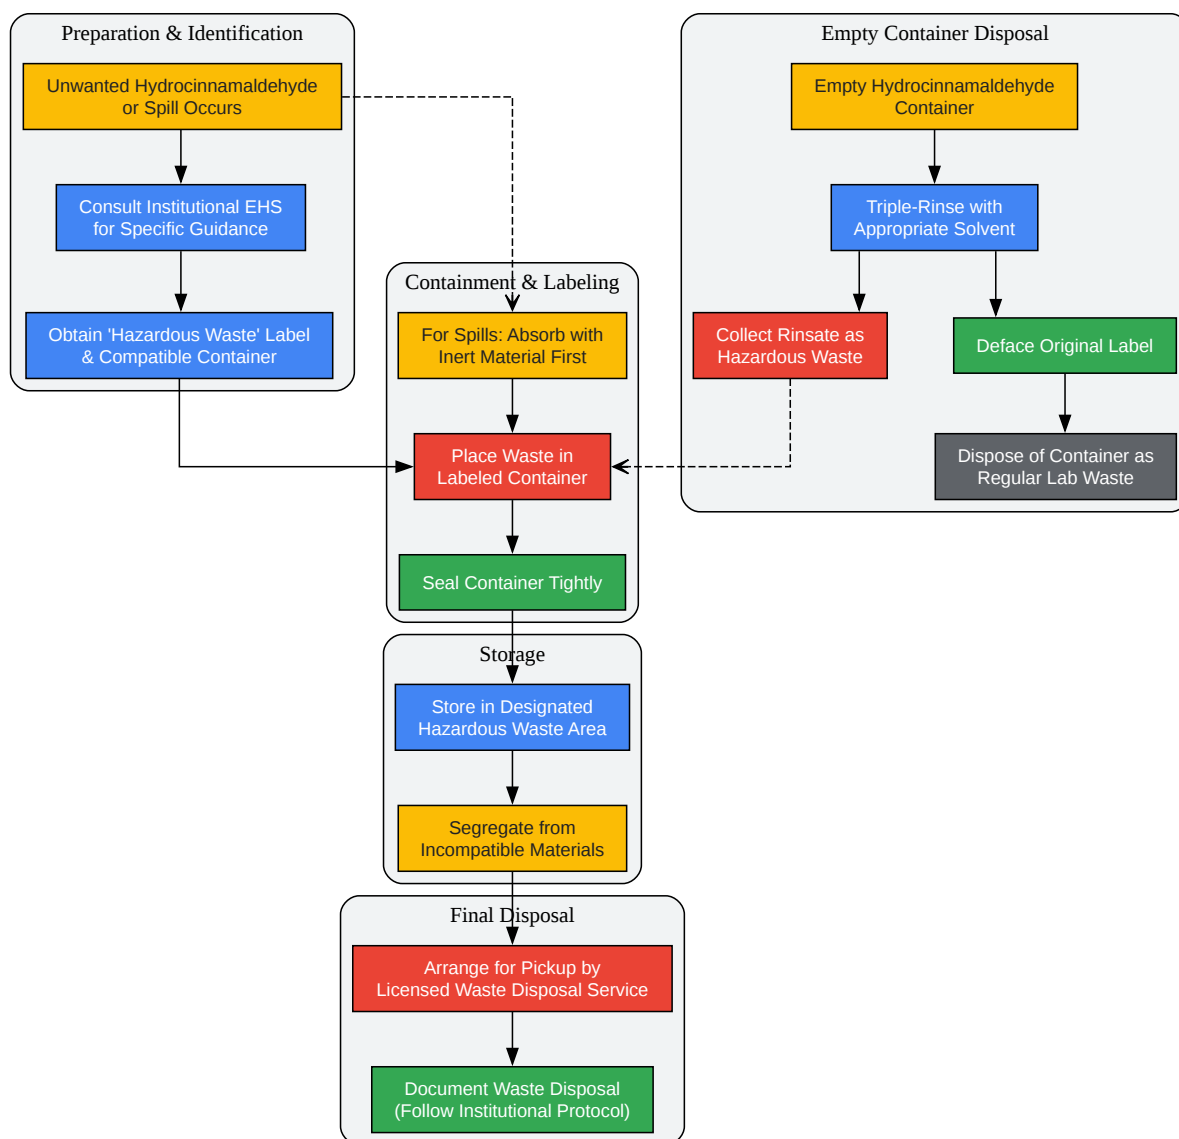 Preparation & Identification
Unwanted Hydrocinnamaldehyde
or Spill Occurs
Consult Institutional EHS
for Specific Guidance
Obtain 'Hazardous Waste' Label
& Compatible Container
Empty Container Disposal
Empty Hydrocinnamaldehyde
Container
Triple-Rinse with
Appropriate Solvent
Collect Rinsate as
Hazardous Waste
Deface Original Label
Dispose of Container as
Regular Lab Waste
Containment & Labeling
For Spills: Absorb with
Inert Material First
Place Waste in
Labeled Container
Seal Container Tightly
Storage
Store in Designated
Hazardous Waste Area
Segregate from
Incompatible Materials
Final Disposal
Arrange for Pickup by
Licensed Waste Disposal Service
Document Waste Disposal
(Follow Institutional Protocol)